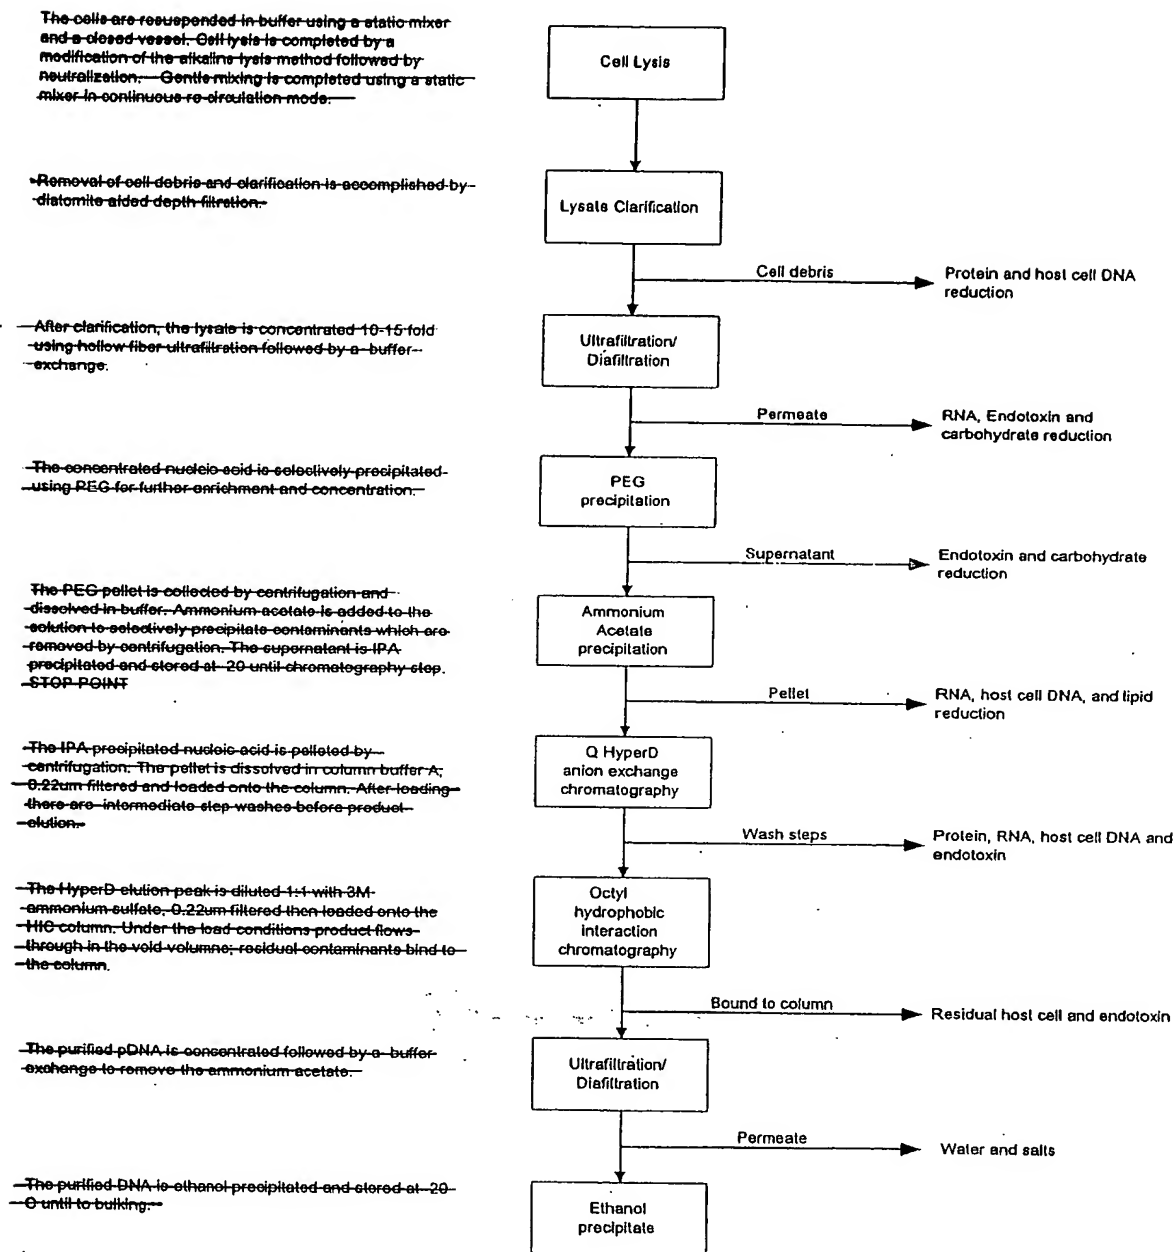 The cells are resuspended in buffer using a static mixer
and a closed vessel. Cell lysis is completed by a
modification of the alkaline lysis method followed by
neutralization. Gentle mixing is completed using a static
mixer in continuous re-circulation mode.
Cell Lysis
Removal of cell debris and clarification is accomplished by
diatomite aided depth filtration.
Lysate Clarification
Cell debris
Protein and host cell DNA
reduction
After clarification, the lysate is concentrated 10-15 fold
using hollow fiber ultrafiltration followed by a buffer
exchange.
Ultrafiltration/
Diafiltration
Permeate
RNA, Endotoxin and
carbohydrate reduction
The concentrated nucleic acid is selectively precipitated
using PEG for further enrichment and concentration.
PEG
precipitation
Supernatant
Endotoxin and carbohydrate
reduction
The PEG pellet is collected by centrifugation and
dissolved in buffer. Ammonium acetate is added to the
solution to selectively precipitate contaminants which are
removed by centrifugation. The supernatant is IPA
precipitated and stored at -20 until chromatography step.
STOP POINT
Ammonium
Acetate
precipitation
Pellet
RNA, host cell DNA, and lipid
reduction
The IPA precipitated nucleic acid is pelleted by
centrifugation. The pellet is dissolved in column buffer A,
0.22um filtered and loaded onto the column. After loading
there are intermediate step washes before product
elution.
Q HyperD
anion exchange
chromatography
Wash steps
Protein, RNA, host cell DNA and
endotoxin
The HyperD elution peak is diluted 1:1 with 3M
ammonium sulfate, 0.22um filtered then loaded onto the
HIC column. Under the load conditions product flows
through in the void volumne; residual contaminants bind to
the column.
Octyl
hydrophobic
interaction
chromatography
Bound to column
Residual host cell and endotoxin
The purified pDNA is concentrated followed by a buffer
exchange to remove the ammonium acetate.
Ultrafiltration/
Diafiltration
Permeate
Water and salts
The purified DNA is ethanol precipitated and stored at -20
C until to bulking.
Ethanol
precipitate